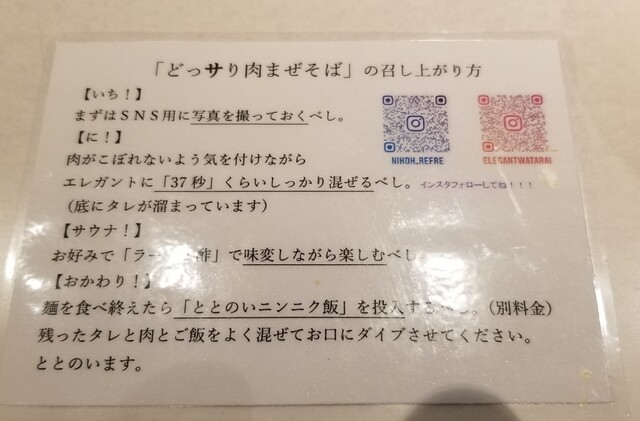 「どっサり肉まぜそば」の召し上がり方
【いち！】
まずはSNS用に写真を撮っておくべし。
【に！】
肉がこぼれないよう気を付けながら
エレガントに「37秒」くらいしっかり混ぜるべし。
（底にタレが溜まっています）
NIKOH_REFRE
ELEGANTWATARAI
インスタフォローしてね！！！
【サウナ！】
お好みで「ラー 酢」で味変しながら楽しむべし
【おかわり！】
麺を食べ終えたら「ととのいニンニク飯」を投入するべし。（別料金）
残ったタレと肉とご飯をよく混ぜてお口にダイブさせてください。
ととのいます。